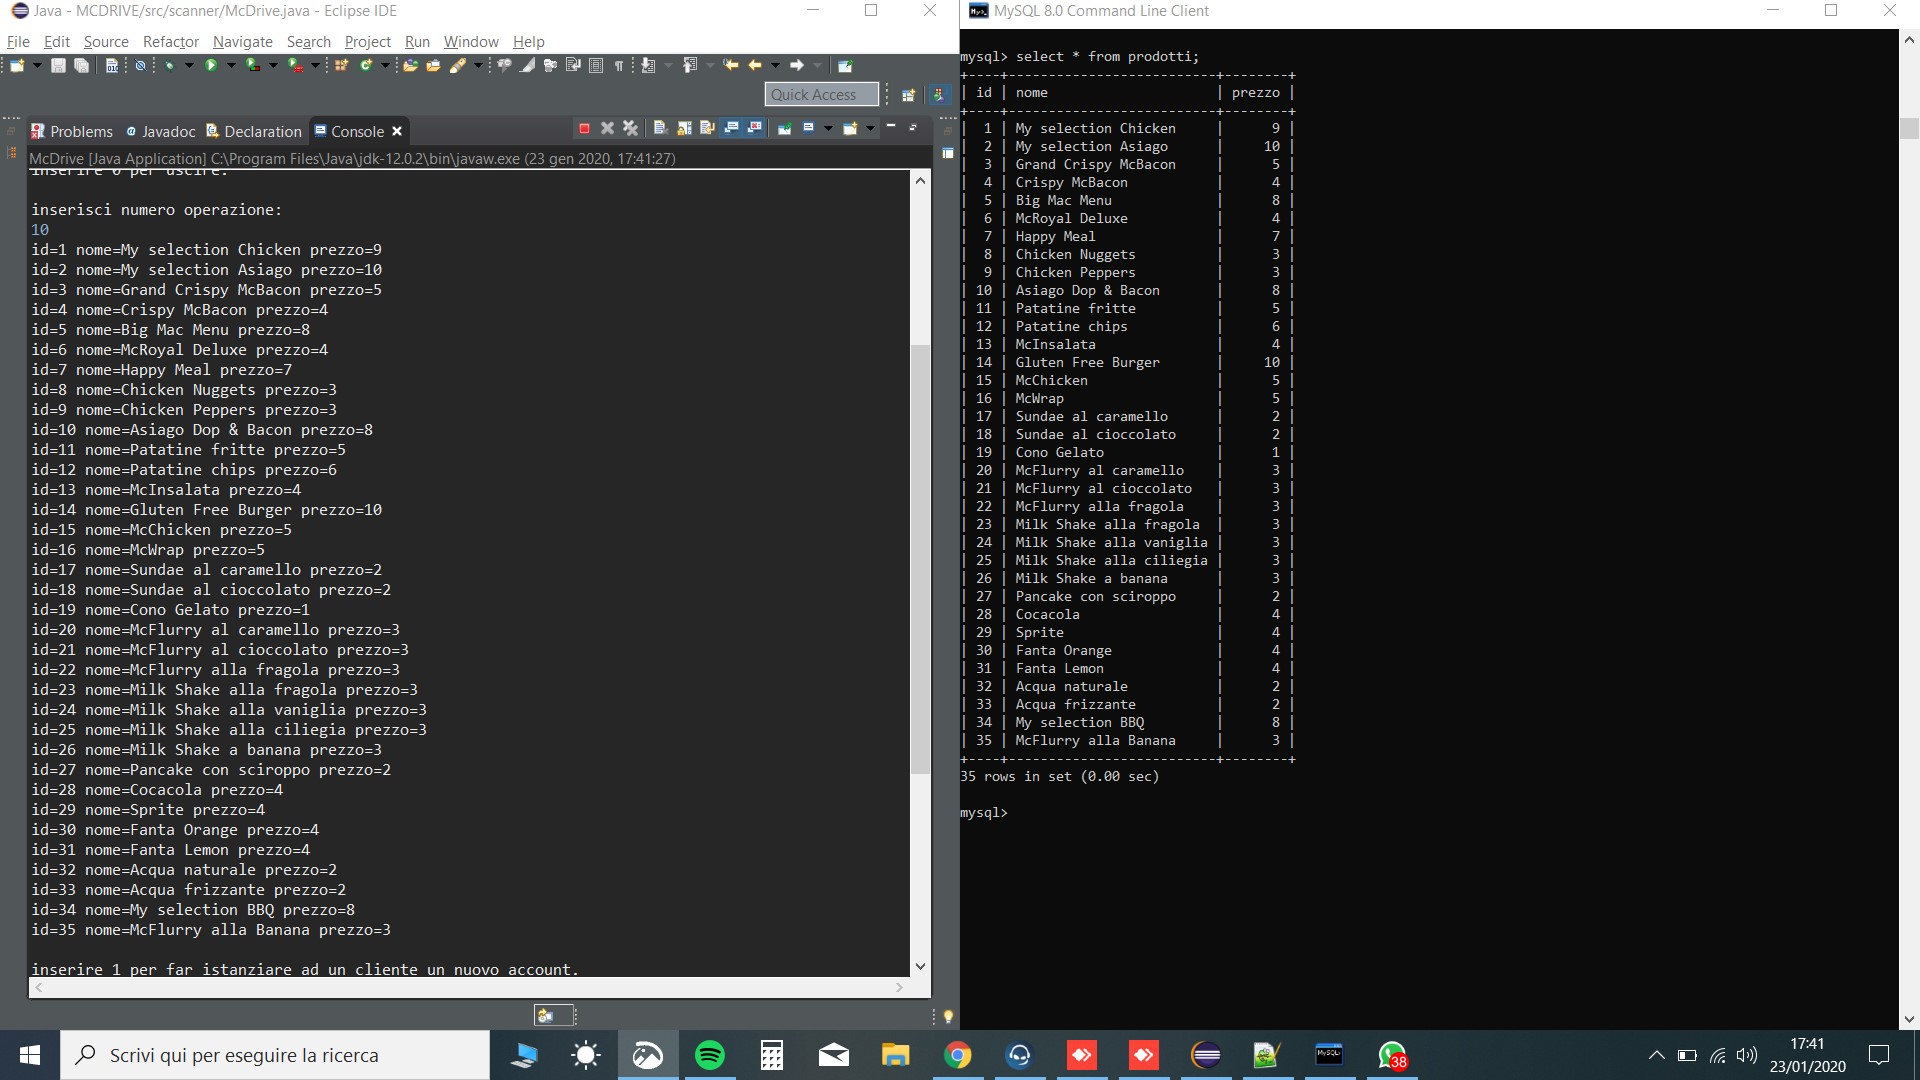 Java - MCDRIVE/src/scanner/McDrive.java - Eclipse IDE
File Edit Source Refactor Navigate Search Project Run Window Help
Quick Access
Problems Javadoc Declaration Console
McDrive [Java Application] C:\Program Files\Java\jdk-12.0.2\bin\javaw.exe (23 gen 2020, 17:41:27)
inserire 0 per uscire.
inserisci numero operazione:
10
id=1 nome=My selection Chicken prezzo=9
id=2 nome=My selection Asiago prezzo=10
id=3 nome=Grand Crispy McBacon prezzo=5
id=4 nome=Crispy McBacon prezzo=4
id=5 nome=Big Mac Menu prezzo=8
id=6 nome=McRoyal Deluxe prezzo=4
id=7 nome=Happy Meal prezzo=7
id=8 nome=Chicken Nuggets prezzo=3
id=9 nome=Chicken Peppers prezzo=3
id=10 nome=Asiago Dop & Bacon prezzo=8
id=11 nome=Patatine fritte prezzo=5
id=12 nome=Patatine chips prezzo=6
id=13 nome=McInsalata prezzo=4
id=14 nome=Gluten Free Burger prezzo=10
id=15 nome=McChicken prezzo=5
id=16 nome=McWrap prezzo=5
id=17 nome=Sundae al caramello prezzo=2
id=18 nome=Sundae al cioccolato prezzo=2
id=19 nome=Cono Gelato prezzo=1
id=20 nome=McFlurry al caramello prezzo=3
id=21 nome=McFlurry al cioccolato prezzo=3
id=22 nome=McFlurry alla fragola prezzo=3
id=23 nome=Milk Shake alla fragola prezzo=3
id=24 nome=Milk Shake alla vaniglia prezzo=3
id=25 nome=Milk Shake alla ciliegia prezzo=3
id=26 nome=Milk Shake a banana prezzo=3
id=27 nome=Pancake con sciroppo prezzo=2
id=28 nome=Cocacola prezzo=4
id=29 nome=Sprite prezzo=4
id=30 nome=Fanta Orange prezzo=4
id=31 nome=Fanta Lemon prezzo=4
id=32 nome=Acqua naturale prezzo=2
id=33 nome=Acqua frizzante prezzo=2
id=34 nome=My selection BBQ prezzo=8
id=35 nome=McFlurry alla Banana prezzo=3
inserire 1 per far istanziare ad un cliente un nuovo account.
MySQL 8.0 Command Line Client
mysql> select * from prodotti;
+----+--------------------------+--------+
| id | nome | prezzo |
+----+--------------------------+--------+
| 1 | My selection Chicken | 9 |
| 2 | My selection Asiago | 10 |
| 3 | Grand Crispy McBacon | 5 |
| 4 | Crispy McBacon | 4 |
| 5 | Big Mac Menu | 8 |
| 6 | McRoyal Deluxe | 4 |
| 7 | Happy Meal | 7 |
| 8 | Chicken Nuggets | 3 |
| 9 | Chicken Peppers | 3 |
| 10 | Asiago Dop & Bacon | 8 |
| 11 | Patatine fritte | 5 |
| 12 | Patatine chips | 6 |
| 13 | McInsalata | 4 |
| 14 | Gluten Free Burger | 10 |
| 15 | McChicken | 5 |
| 16 | McWrap | 5 |
| 17 | Sundae al caramello | 2 |
| 18 | Sundae al cioccolato | 2 |
| 19 | Cono Gelato | 1 |
| 20 | McFlurry al caramello | 3 |
| 21 | McFlurry al cioccolato | 3 |
| 22 | McFlurry alla fragola | 3 |
| 23 | Milk Shake alla fragola | 3 |
| 24 | Milk Shake alla vaniglia | 3 |
| 25 | Milk Shake alla ciliegia | 3 |
| 26 | Milk Shake a banana | 3 |
| 27 | Pancake con sciroppo | 2 |
| 28 | Cocacola | 4 |
| 29 | Sprite | 4 |
| 30 | Fanta Orange | 4 |
| 31 | Fanta Lemon | 4 |
| 32 | Acqua naturale | 2 |
| 33 | Acqua frizzante | 2 |
| 34 | My selection BBQ | 8 |
| 35 | McFlurry alla Banana | 3 |
+----+--------------------------+--------+
35 rows in set (0.00 sec)
mysql>
Scrivi qui per eseguire la ricerca
38
17:41
23/01/2020